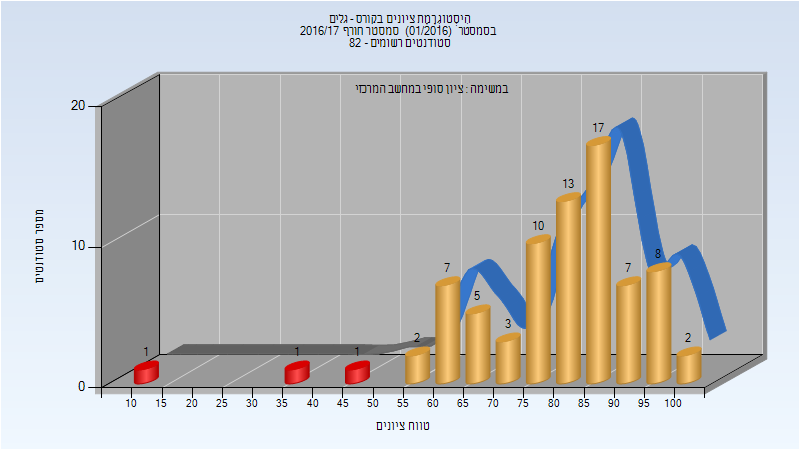 היסטוגרמת ציונים בקורס - גלים
בסמסטר (01/2016) סמסטר חורף 2016/17
סטודנטים רשומים - 82
במשימה : ציון סופי במחשב המרכזי
מספר סטודנטים
20
10
0
1
1
1
2
7
5
3
10
13
17
7
8
2
10 15 20 25 30 35 40 45 50 55 60 65 70 75 80 85 90 95 100
טווח ציונים